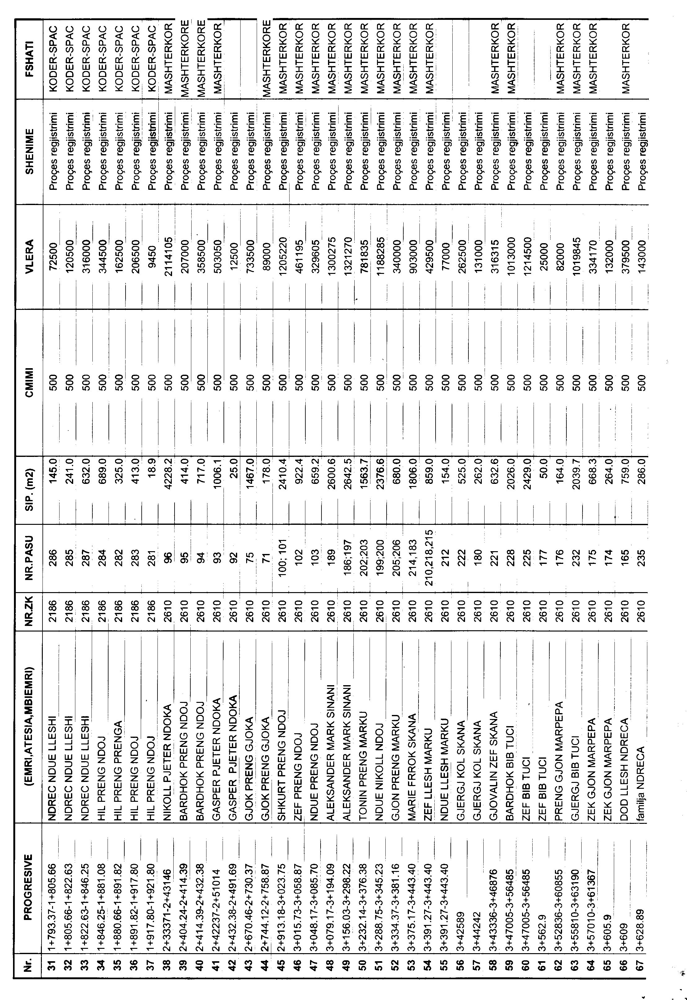 Nr. PROGRESIVE (EMRI,ATESIA,MBIEMRI) NR.ZK NR.PASU SIP. (m2) CMIMI VLERA SHENIME FSHATI
31 1+793.37-1+805.66 NDREC NDUE LLESHI 2186 286 145.0 500 72500 Proçes regjistrimi KODER-SPAC
32 1+805.66-1+822.63 NDREC NDUE LLESHI 2186 285 241.0 500 120500 Proçes regjistrimi KODER-SPAC
33 1+822.63-1+846.25 NDREC NDUE LLESHI 2186 287 632.0 500 316000 Proçes regjistrimi KODER-SPAC
34 1+846.25-1+881.08 HIL PRENG NDOJ 2186 284 689.0 500 344500 Proçes regjistrimi KODER-SPAC
35 1+880.66-1+891.82 HIL PRENG PRENGA 2186 282 325.0 500 162500 Proçes regjistrimi KODER-SPAC
36 1+891.82-1+917.80 HIL PRENG NDOJ 2186 283 413.0 500 206500 Proçes regjistrimi KODER-SPAC
37 1+917.80-1+921.80 HIL PRENG NDOJ 2186 281 18.9 500 9450 Proçes regjistrimi KODER-SPAC
38 2+33371-2+43146 NIKOLL PJETER NDOKA 2610 96 4228.2 500 2114105 Proçes regjistrimi MASHTERKOR
39 2+404.24-2+414.39 BARDHOK PRENG NDOJ 2610 95 414.0 500 207000 Proçes regjistrimi MASHTERKORE
40 2+414.39-2+432.38 BARDHOK PRENG NDOJ 2610 94 717.0 500 358500 Proçes regjistrimi MASHTERKORE
41 2+42237-2+51014 GASPER PJETER NDOKA 2610 93 1006.1 500 503050 Proçes regjistrimi MASHTERKOR
42 2+432.38-2+491.69 GASPER PJETER NDOKA 2610 92 25.0 500 12500 Proçes regjistrimi
43 2+670.46-2+730.37 GJOK PRENG GJOKA 2610 75 1467.0 500 733500 Proçes regjistrimi
44 2+744.12-2+758.87 GJOK PRENG GJOKA 2610 71 178.0 500 89000 Proçes regjistrimi MASHTERKORE
45 2+913.18-3+023.75 SHKURT PRENG NDOJ 2610 100; 101 2410.4 500 1205220 Proçes regjistrimi MASHTERKOR
46 3+015.73-3+058.87 ZEF PRENG NDOJ 2610 102 922.4 500 461195 Proçes regjistrimi MASHTERKOR
47 3+048.17-3+085.70 NDUE PRENG NDOJ 2610 103 659.2 500 329605 Proçes regjistrimi MASHTERKOR
48 3+079.17-3+194.09 ALEKSANDER MARK SINANI 2610 189 2600.6 500 1300275 Proçes regjistrimi MASHTERKOR
49 3+156.03-3+298.22 ALEKSANDER MARK SINANI 2610 186;197 2642.5 500 1321270 Proçes regjistrimi MASHTERKOR
50 3+232.14-3+376.38 TONIN PRENG MARKU 2610 202;203 1563.7 500 781835 Proçes regjistrimi MASHTERKOR
51 3+288.75-3+345.23 NDUE NIKOLL NDOJ 2610 199;200 2376.6 500 1188285 Proçes regjistrimi MASHTERKOR
52 3+334.37-3+381.16 GJON PRENG MARKU 2610 205;206 680.0 500 340000 Proçes regjistrimi MASHTERKOR
53 3+375.17-3+443.40 MARIE FRROK SKANA 2610 214,183 1806.0 500 903000 Proçes regjistrimi MASHTERKOR
54 3+391.27-3+443.40 ZEF LLESH MARKU 2610 210,218,215 859.0 500 429500 Proçes regjistrimi MASHTERKOR
55 3+391.27-3+443.40 NDUE LLESH MARKU 2610 212 154.0 500 77000 Proçes regjistrimi
56 3+42589 GJERGJ KOL SKANA 2610 222 525.0 500 262500 Proçes regjistrimi
57 3+44242 GJERGJ KOL SKANA 2610 180 262.0 500 131000 Proçes regjistrimi
58 3+43336-3+46876 GJOVALIN ZEF SKANA 2610 221 632.6 500 316315 Proçes regjistrimi MASHTERKOR
59 3+47005-3+56485 BARDHOK BIB TUCI 2610 228 2026.0 500 1013000 Proçes regjistrimi MASHTERKOR
60 3+47005-3+56485 ZEF BIB TUCI 2610 225 2429.0 500 1214500 Proçes regjistrimi
61 3+562.9 ZEF BIB TUCI 2610 177 50.0 500 25000 Proçes regjistrimi
62 3+52836-3+60855 PRENG GJON MARPEPA 2610 176 164.0 500 82000 Proçes regjistrimi MASHTERKOR
63 3+55810-3+63190 GJERGJ BIB TUCI 2610 232 2039.7 500 1019845 Proçes regjistrimi MASHTERKOR
64 3+57010-3+61367 ZEK GJON MARPEPA 2610 175 668.3 500 334170 Proçes regjistrimi MASHTERKOR
65 3+605.9 ZEK GJON MARPEPA 2610 174 264.0 500 132000 Proçes regjistrimi
66 3+609 DOD LLESH NDRECA 2610 165 759.0 500 379500 Proçes regjistrimi MASHTERKOR
67 3+628.89 familja NDRECA 2610 235 286.0 500 143000 Proçes regjistrimi